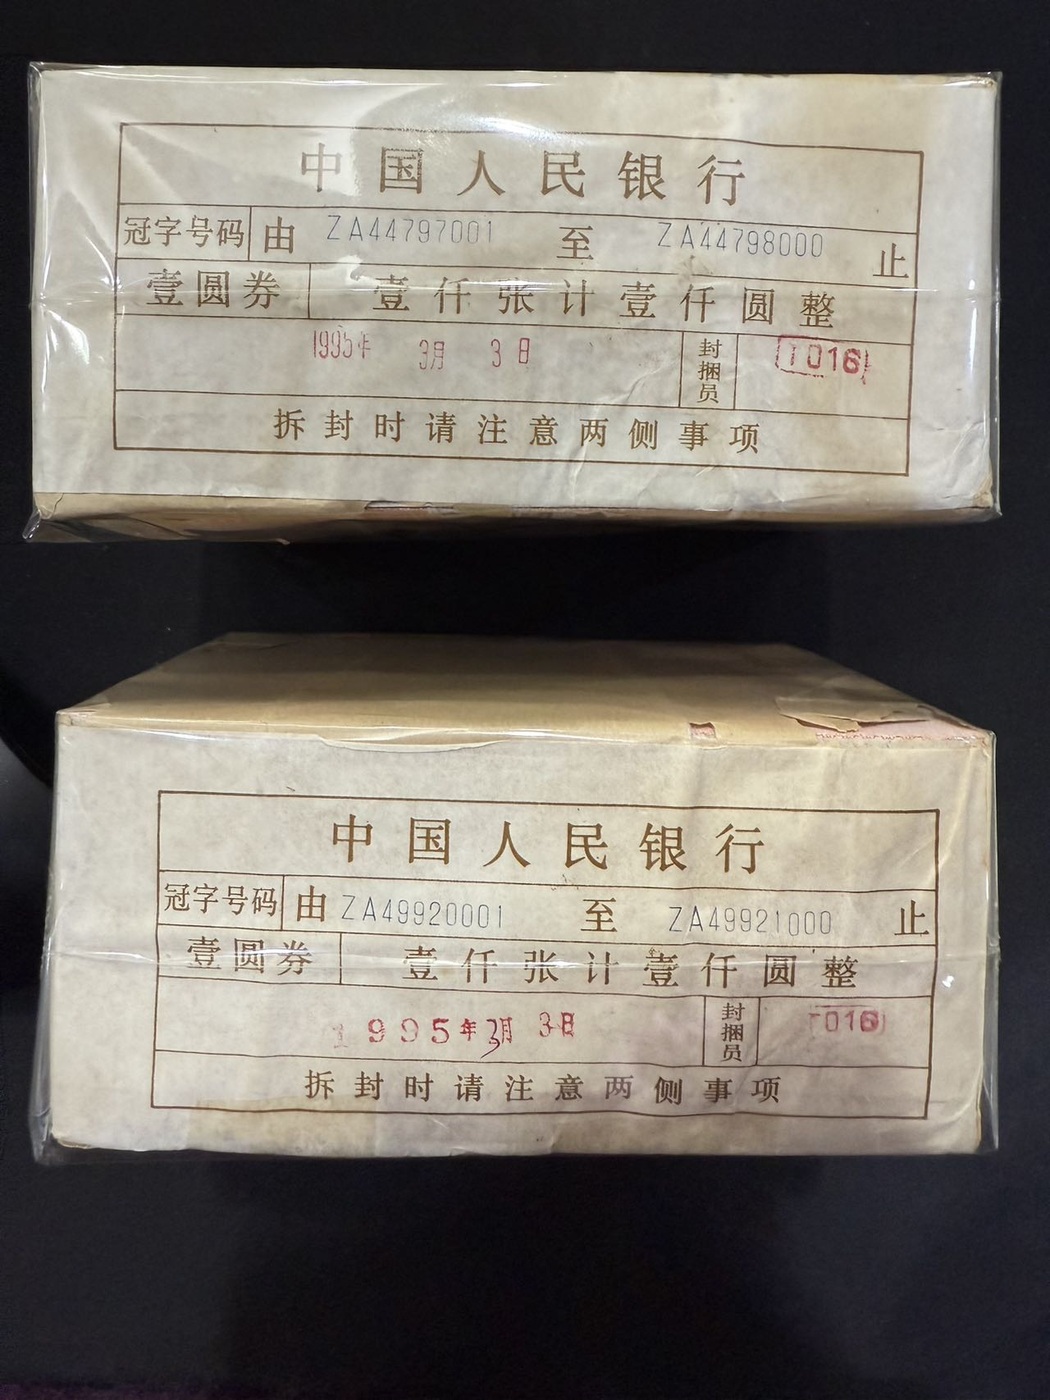 中国人民银行
冠字号码 由 ZA44797001 至 ZA44798000 止
壹圆券 壹仟张计壹仟圆整
1995年 3月 3日 封捆员 1016
拆封时请注意两侧事项
中国人民银行
冠字号码 由 ZA49920001 至 ZA49921000 止
壹圆券 壹仟张计壹仟圆整
1995年3月 3日 封捆员 1016
拆封时请注意两侧事项